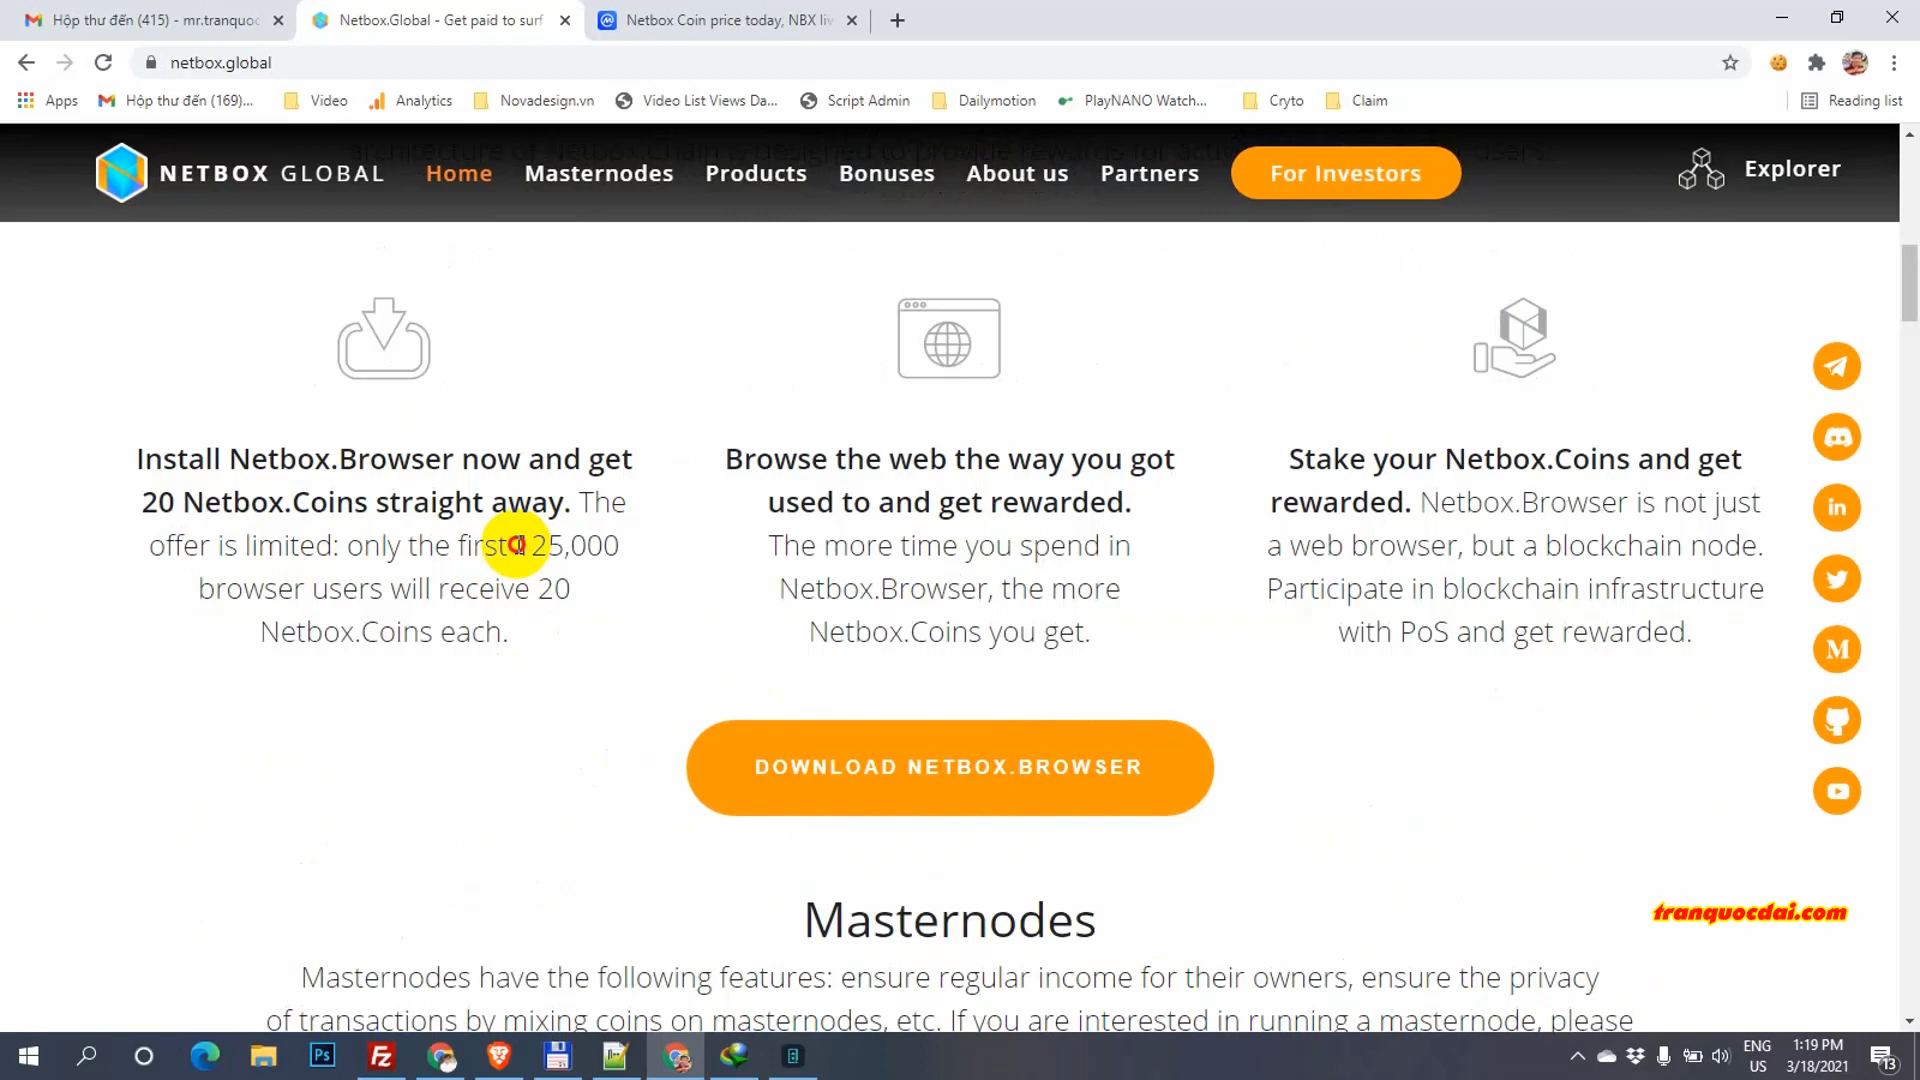 Hộp thư đến (415) - mr.tranquoc
Netbox.Global - Get paid to surf
Netbox Coin price today, NBX liv
netbox.global
Apps
Hộp thư đến (169)...
Video
Analytics
Novadesign.vn
Video List Views Da...
Script Admin
Dailymotion
PlayNANO Watch...
Cryto
Claim
Reading list
NETBOX GLOBAL
Home
Masternodes
Products
Bonuses
About us
Partners
For Investors
Explorer
Install Netbox.Browser now and get
20 Netbox.Coins straight away. The
offer is limited: only the first 125,000
browser users will receive 20
Netbox.Coins each.
Browse the web the way you got
used to and get rewarded.
The more time you spend in
Netbox.Browser, the more
Netbox.Coins you get.
Stake your Netbox.Coins and get
rewarded. Netbox.Browser is not just
a web browser, but a blockchain node.
Participate in blockchain infrastructure
with PoS and get rewarded.
in
M
DOWNLOAD NETBOX.BROWSER
Masternodes
tranquocdai.com
Masternodes have the following features: ensure regular income for their owners, ensure the privacy
of transactions by mixing coins on masternodes, etc. If you are interested in running a masternode, please
Ps
Fz
ENG
US
1:19 PM
3/18/2021
13